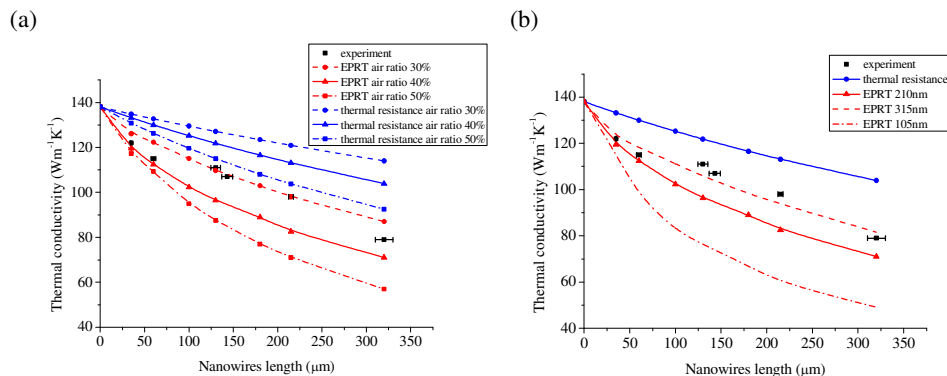 (a)
experiment
EPRT air ratio 30%
EPRT air ratio 40%
EPRT air ratio 50%
thermal resistance air ratio 30%
thermal resistance air ratio 40%
thermal resistance air ratio 50%
Thermal conductivity (Wm⁻¹K⁻¹)
160
140
120
100
80
60
40
0 50 100 150 200 250 300 350
Nanowires length (μm)
(b)
experiment
thermal resistance
EPRT 210nm
EPRT 315nm
EPRT 105nm
Thermal conductivity (Wm⁻¹K⁻¹)
160
140
120
100
80
60
40
0 50 100 150 200 250 300 350
Nanowires length (μm)